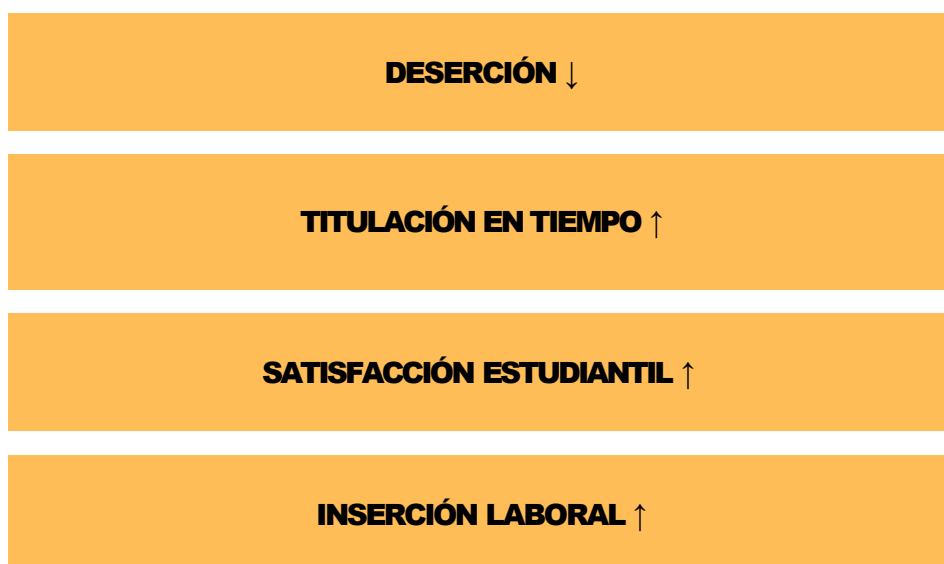 DESERCIÓN ↓
TITULACIÓN EN TIEMPO ↑
SATISFACCIÓN ESTUDIANTIL ↑
INSERCIÓN LABORAL ↑